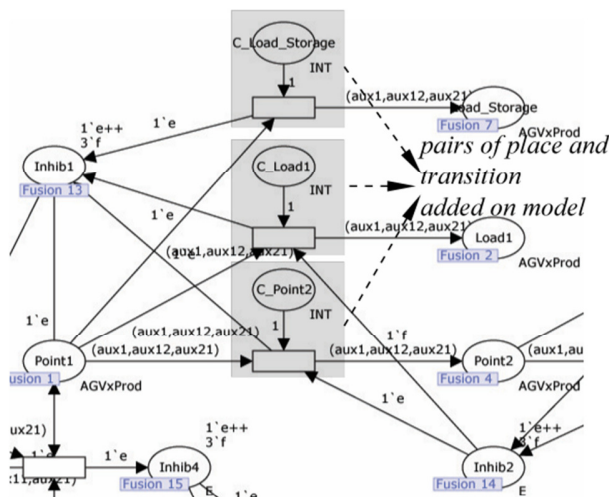 C_Load_Storage
INT
1
(aux1,aux12,aux21)
Load_Storage
Fusion 7
AGVxProd
1`e++
3`f
1`e
Inhib1
Fusion 13
pairs of place and
transition
added on model
C_Load1
INT
1
1`e
(aux1,aux12,aux21)
Load1
Fusion 2
AGVxProd
(aux1,aux12,aux21)
C_Point2
INT
1
1`e
(aux1,aux12,aux21)
1`f
Point1
(aux1,aux12,aux21)
(aux1,aux12,aux21)
Point2
(aux1,au
usion 1
AGVxProd
Fusion 4
AGVxProd
1`e
ux21)
1`e
1`e++
3`f
1`e++
3`f
Inhib4
Fusion 15
E
Inhib2
Fusion 14
E
1`e